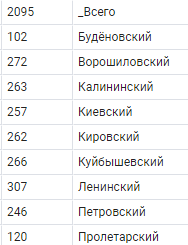 2095 _Всего
102 Будёновский
272 Ворошиловский
263 Калининский
257 Киевский
262 Кировский
266 Куйбышевский
307 Ленинский
246 Петровский
120 Пролетарский